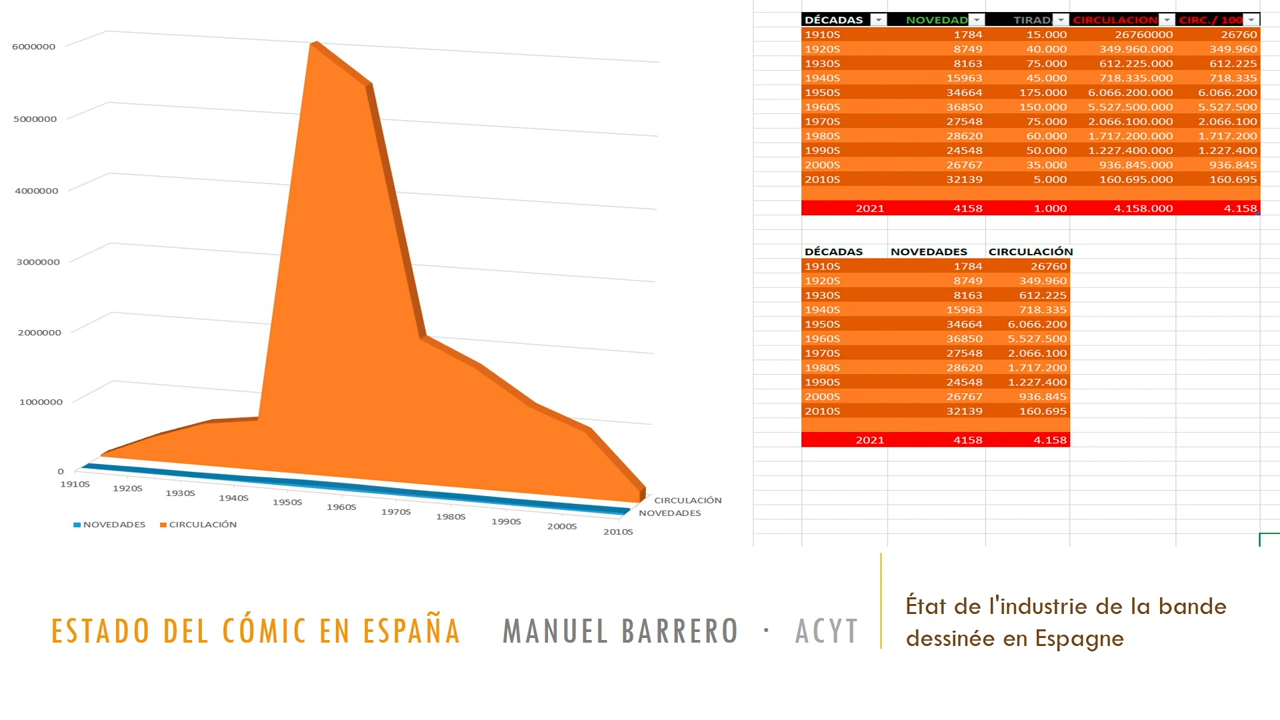 6000000
5000000
4000000
3000000
2000000
1000000
0
1910S
1920S
1930S
1940S
1950S
1960S
1970S
1980S
1990S
2000S
2010S
CIRCULACIÓN
NOVEDADES
NOVEDADES CIRCULACIÓN
DÉCADAS NOVEDAD TIRAD. CIRCULACION CIRC./ 100
1910S 1784 15.000 26760000 26760
1920S 8749 40.000 349.960.000 349.960
1930S 8163 75.000 612.225.000 612.225
1940S 15963 45.000 718.335.000 718.335
1950S 34664 175.000 6.066.200.000 6.066.200
1960S 36850 150.000 5.527.500.000 5.527.500
1970S 27548 75.000 2.066.100.000 2.066.100
1980S 28620 60.000 1.717.200.000 1.717.200
1990S 24548 50.000 1.227.400.000 1.227.400
2000S 26767 35.000 936.845.000 936.845
2010S 32139 5.000 160.695.000 160.695
2021 4158 1.000 4.158.000 4.158
DÉCADAS NOVEDADES CIRCULACIÓN
1910S 1784 26760
1920S 8749 349.960
1930S 8163 612.225
1940S 15963 718.335
1950S 34664 6.066.200
1960S 36850 5.527.500
1970S 27548 2.066.100
1980S 28620 1.717.200
1990S 24548 1.227.400
2000S 26767 936.845
2010S 32139 160.695
2021 4158 4.158
ESTADO DEL CÓMIC EN ESPAÑA MANUEL BARRERO · ACYT
État de l'industrie de la bande
dessinée en Espagne